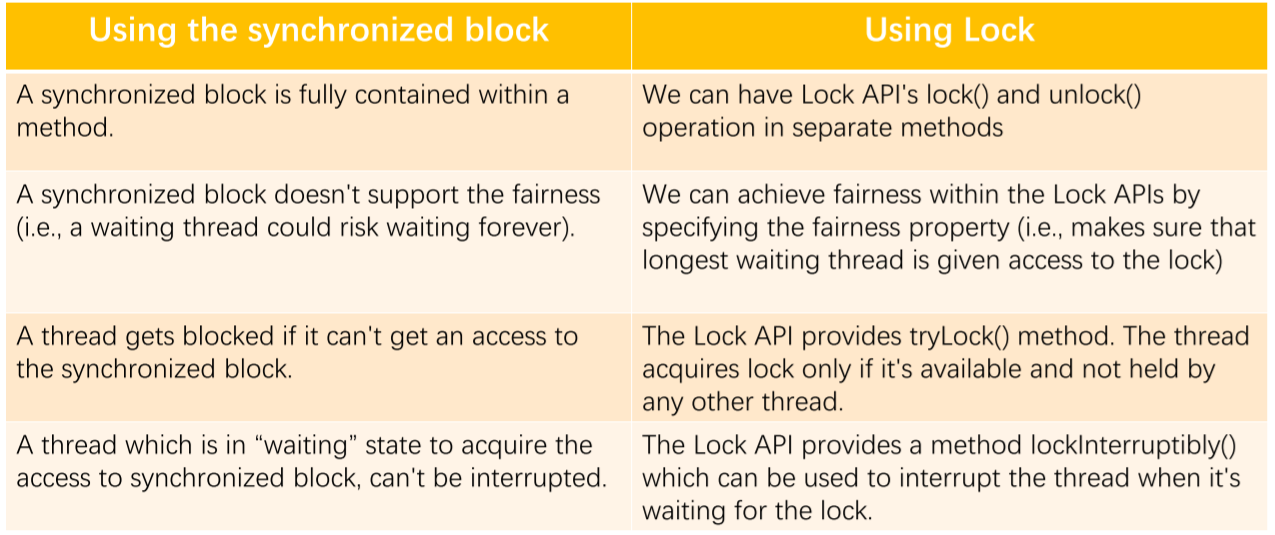 Using the synchronized block
Using Lock
A synchronized block is fully contained within a
method.
We can have Lock API's lock() and unlock()
operation in separate methods
A synchronized block doesn't support the fairness
(i.e., a waiting thread could risk waiting forever).
We can achieve fairness within the Lock APIs by
specifying the fairness property (i.e., makes sure that
longest waiting thread is given access to the lock)
A thread gets blocked if it can't get an access to
the synchronized block.
The Lock API provides tryLock() method. The thread
acquires lock only if it's available and not held by
any other thread.
A thread which is in “waiting” state to acquire the
access to synchronized block, can't be interrupted.
The Lock API provides a method lockInterruptibly()
which can be used to interrupt the thread when it's
waiting for the lock.